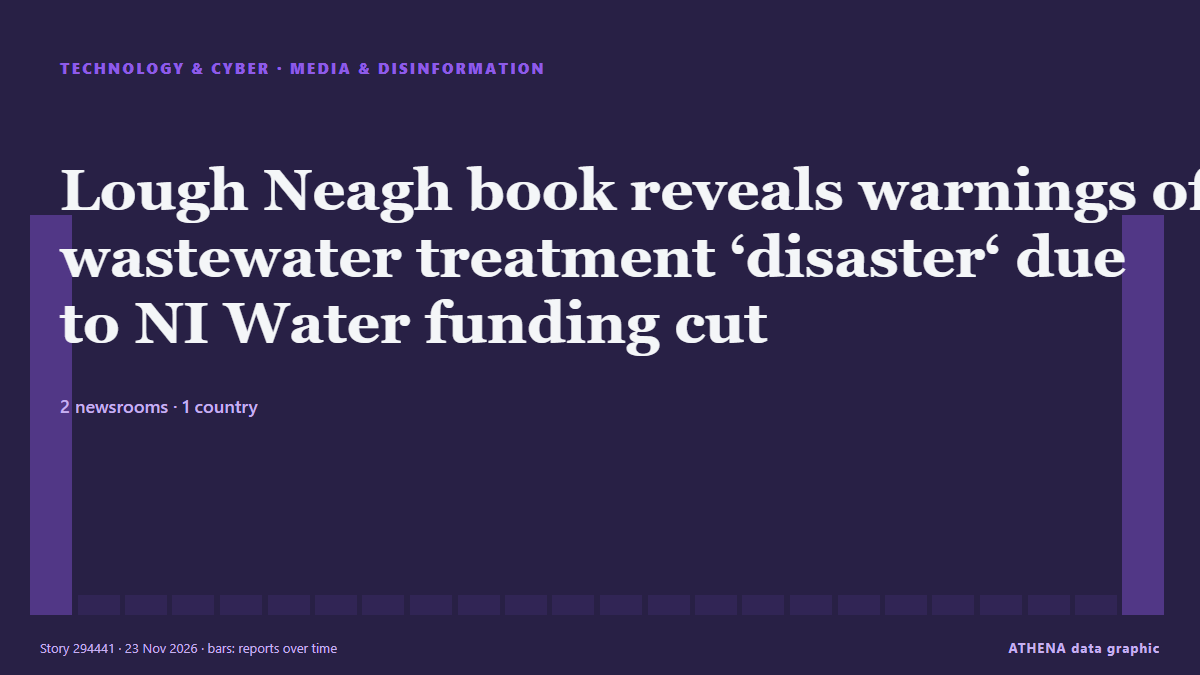 TECHNOLOGY & CYBER · MEDIA & DISINFORMATION
Lough Neagh book reveals warnings of
wastewater treatment ‘disaster‘ due
to NI Water funding cut
2 newsrooms · 1 country
Story 294441 · 23 Nov 2026 · bars: reports over time
ATHENA data graphic